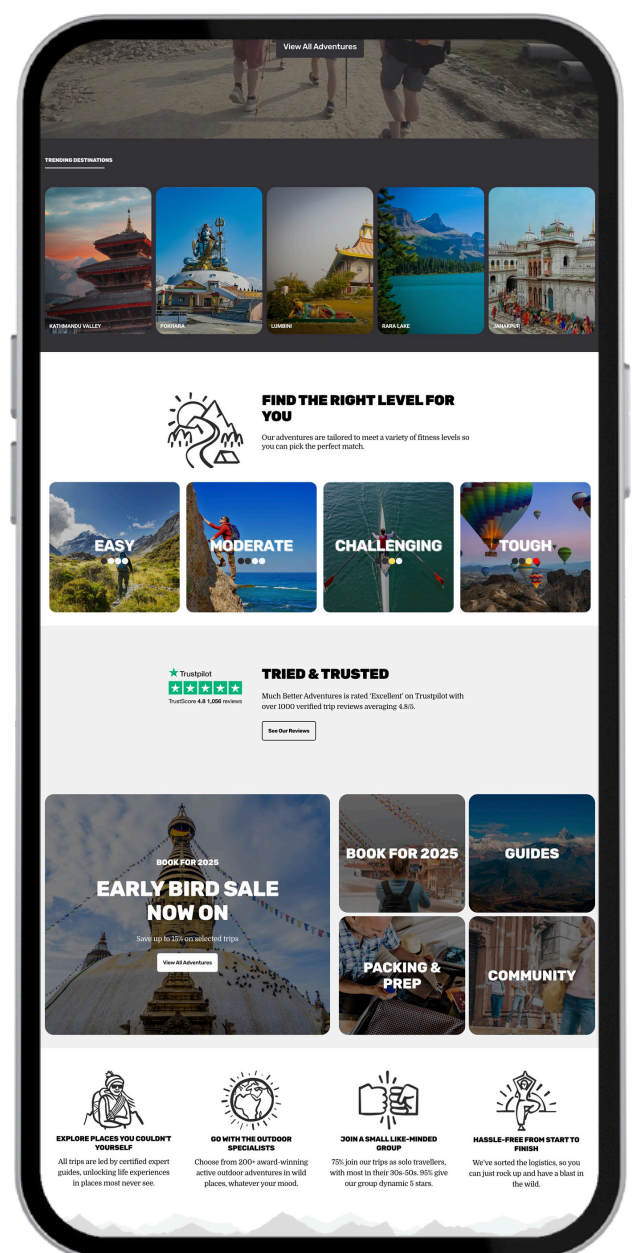 View All Adventures
TRENDING DESTINATIONS
KATHMANDU VALLEY
POKHARA
LUMBINI
RARA LAKE
JANAKPUR
FIND THE RIGHT LEVEL FOR
YOU
Our adventures are tailored to meet a variety of fitness levels so
you can pick the perfect match.
EASY
MODERATE
CHALLENGING
TOUGH
Trustpilot
TrustScore 4.8 1,056 reviews
TRIED & TRUSTED
Much Better Adventures is rated 'Excellent' on Trustpilot with
over 1000 verified trip reviews averaging 4.8/5.
See Our Reviews
BOOK FOR 2025
EARLY BIRD SALE
NOW ON
Save up to 15% on selected trips
View All Adventures
BOOK FOR 2025
GUIDES
PACKING &
PREP
COMMUNITY
EXPLORE PLACES YOU COULDN'T
YOURSELF
All trips are led by certified expert
guides, unlocking life experiences
in places most never see.
GO WITH THE OUTDOOR
SPECIALISTS
Choose from 200+ award-winning
active outdoor adventures in wild
places, whatever your mood.
JOIN A SMALL LIKE-MINDED
GROUP
75% join our trips as solo travellers,
with most in their 30s-50s. 95% give
our group dynamic 5 stars.
HASSLE-FREE FROM START TO
FINISH
We've sorted the logistics, so you
can just rock up and have a blast in
the wild.